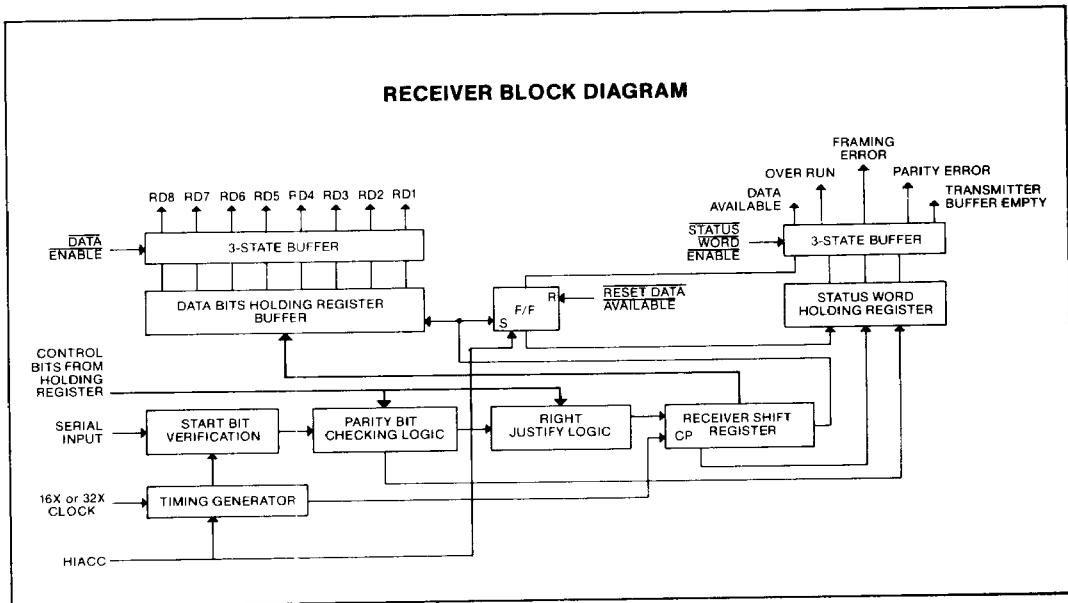 RECEIVER BLOCK DIAGRAM
FRAMING
ERROR
OVER RUN
PARITY ERROR
DATA
AVAILABLE
TRANSMITTER
BUFFER EMPTY
RD8 RD7 RD6 RD5 RD4 RD3 RD2 RD1
DATA
ENABLE
3-STATE BUFFER
STATUS
WORD
ENABLE
3-STATE BUFFER
DATA BITS HOLDING REGISTER
BUFFER
F/F
R
S
RESET DATA
AVAILABLE
STATUS WORD
HOLDING REGISTER
CONTROL
BITS FROM
HOLDING
REGISTER
SERIAL
INPUT
START BIT
VERIFICATION
PARITY BIT
CHECKING LOGIC
RIGHT
JUSTIFY LOGIC
RECEIVER SHIFT
REGISTER
CP
16X or 32X
CLOCK
TIMING GENERATOR
HIACC